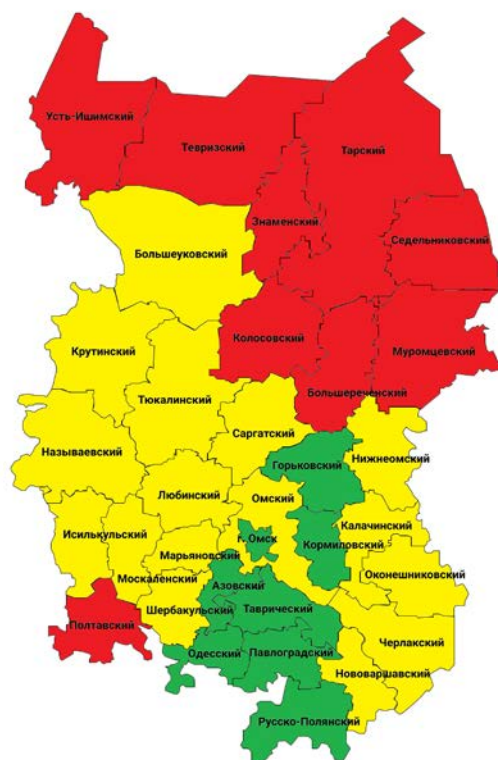 Усть-Ишимский
Тевризский
Тарский
Знаменский
Седельниковский
Большеуковский
Колосовский
Крутинский
Муромцевский
Большереченский
Тюкалинский
Саргатский
Называевский
Нижнеомский
Горьковский
Любинский
Омский
Калачинский
Исилькульский
г. Омск
Кормиловский
Марьяновский
Оконешниковский
Москаленский
Азовский
Шербакульский
Таврический
Полтавский
Черлакский
Одесский
Павлоградский
Нововаршавский
Русско-Полянский